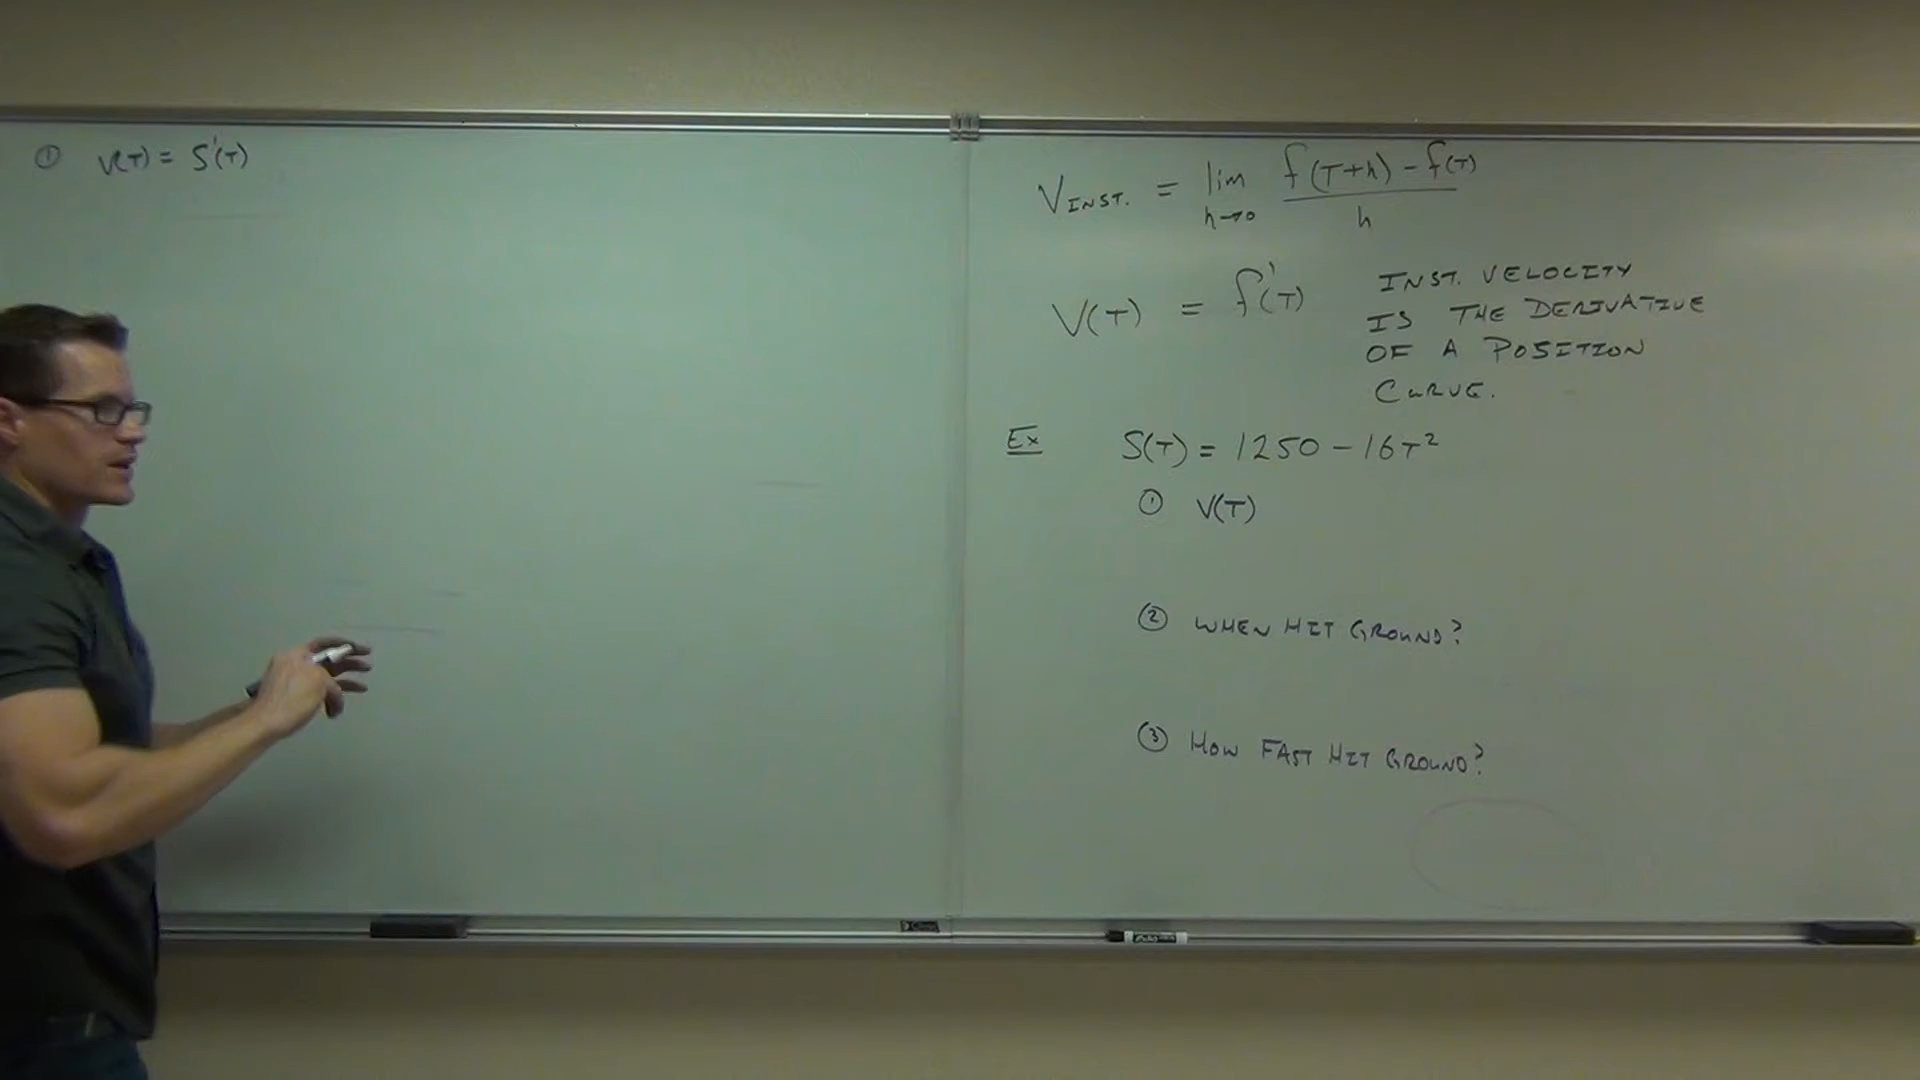 ① V(T) = S'(T)
V INST. = lim h→0 f(T+h) - f(T) / h
V(T) = f'(T)
INST. VELOCITY
IS THE DERIVATIVE
OF A POSITION
CURVE.
Ex S(T) = 1250 - 16T²
① V(T)
② WHEN HIT GROUND?
③ HOW FAST HIT GROUND?